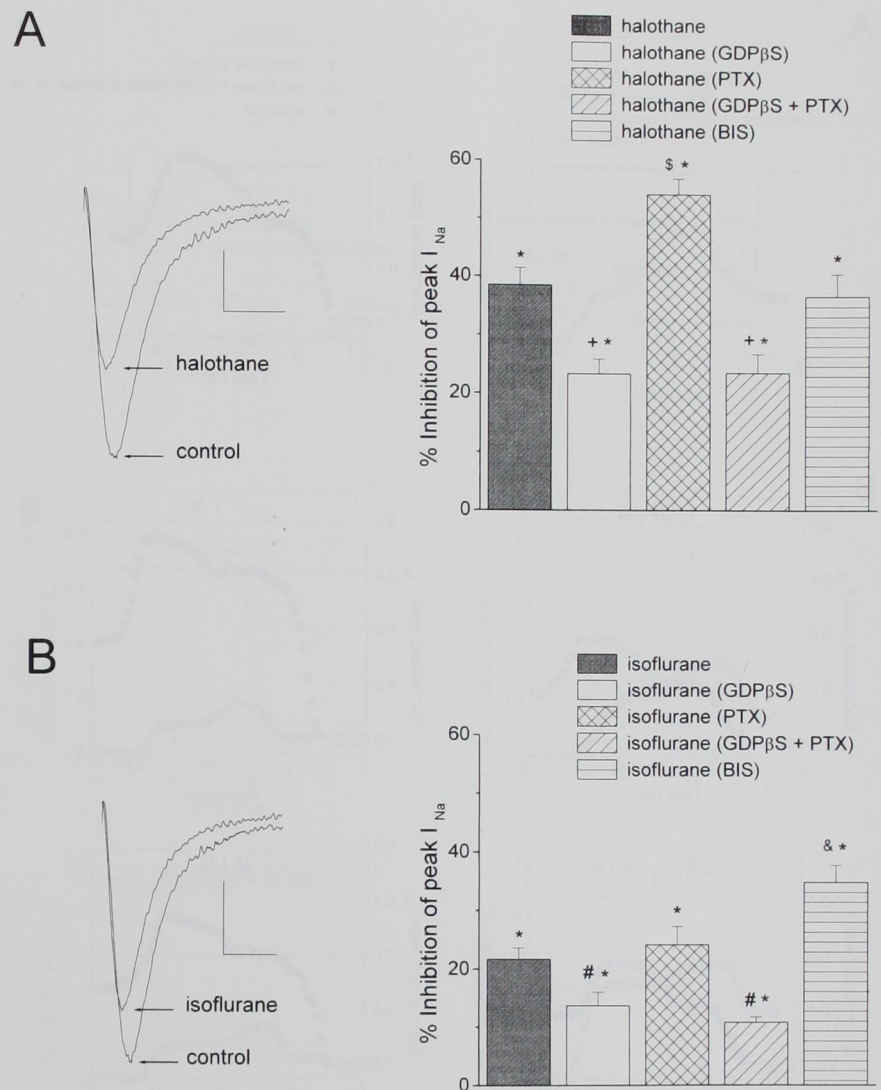 A
halothane
halothane (GDPβS)
halothane (PTX)
halothane (GDPβS + PTX)
halothane (BIS)
60
40
20
0
% Inhibition of peak I Na
$ *
*
+ *
+ *
*
halothane
control
B
isoflurane
isoflurane (GDPβS)
isoflurane (PTX)
isoflurane (GDPβS + PTX)
isoflurane (BIS)
60
40
20
0
% Inhibition of peak I Na
*
# *
*
# *
& *
isoflurane
control